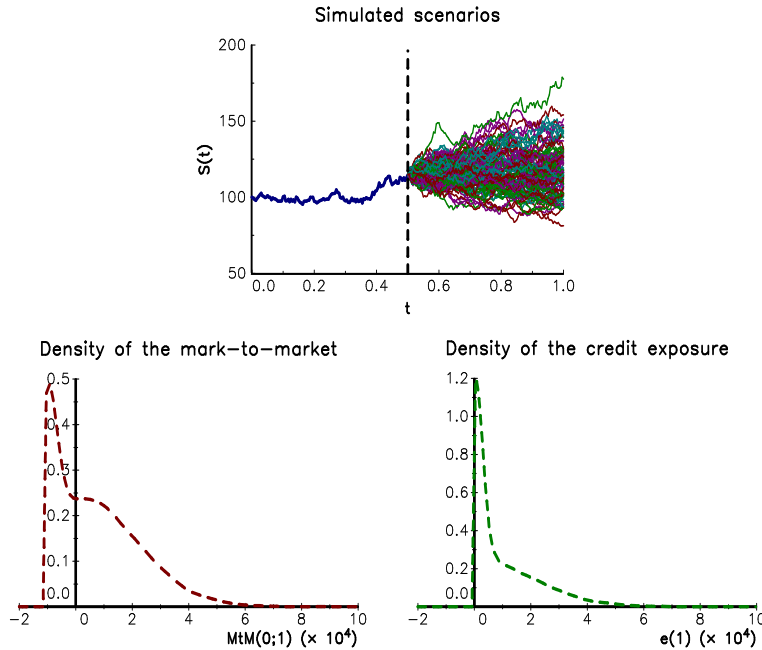 Simulated scenarios
200
150
100
50
S(t)
0.0 0.2 0.4 0.6 0.8 1.0
t
Density of the mark-to-market
0.5
0.4
0.3
0.2
0.1
0.0
-2 0 2 4 6 8 10
MtM(0;1) (× 10⁴)
Density of the credit exposure
1.2
1.0
0.8
0.6
0.4
0.2
0.0
-2 0 2 4 6 8 10
e(1) (× 10⁴)